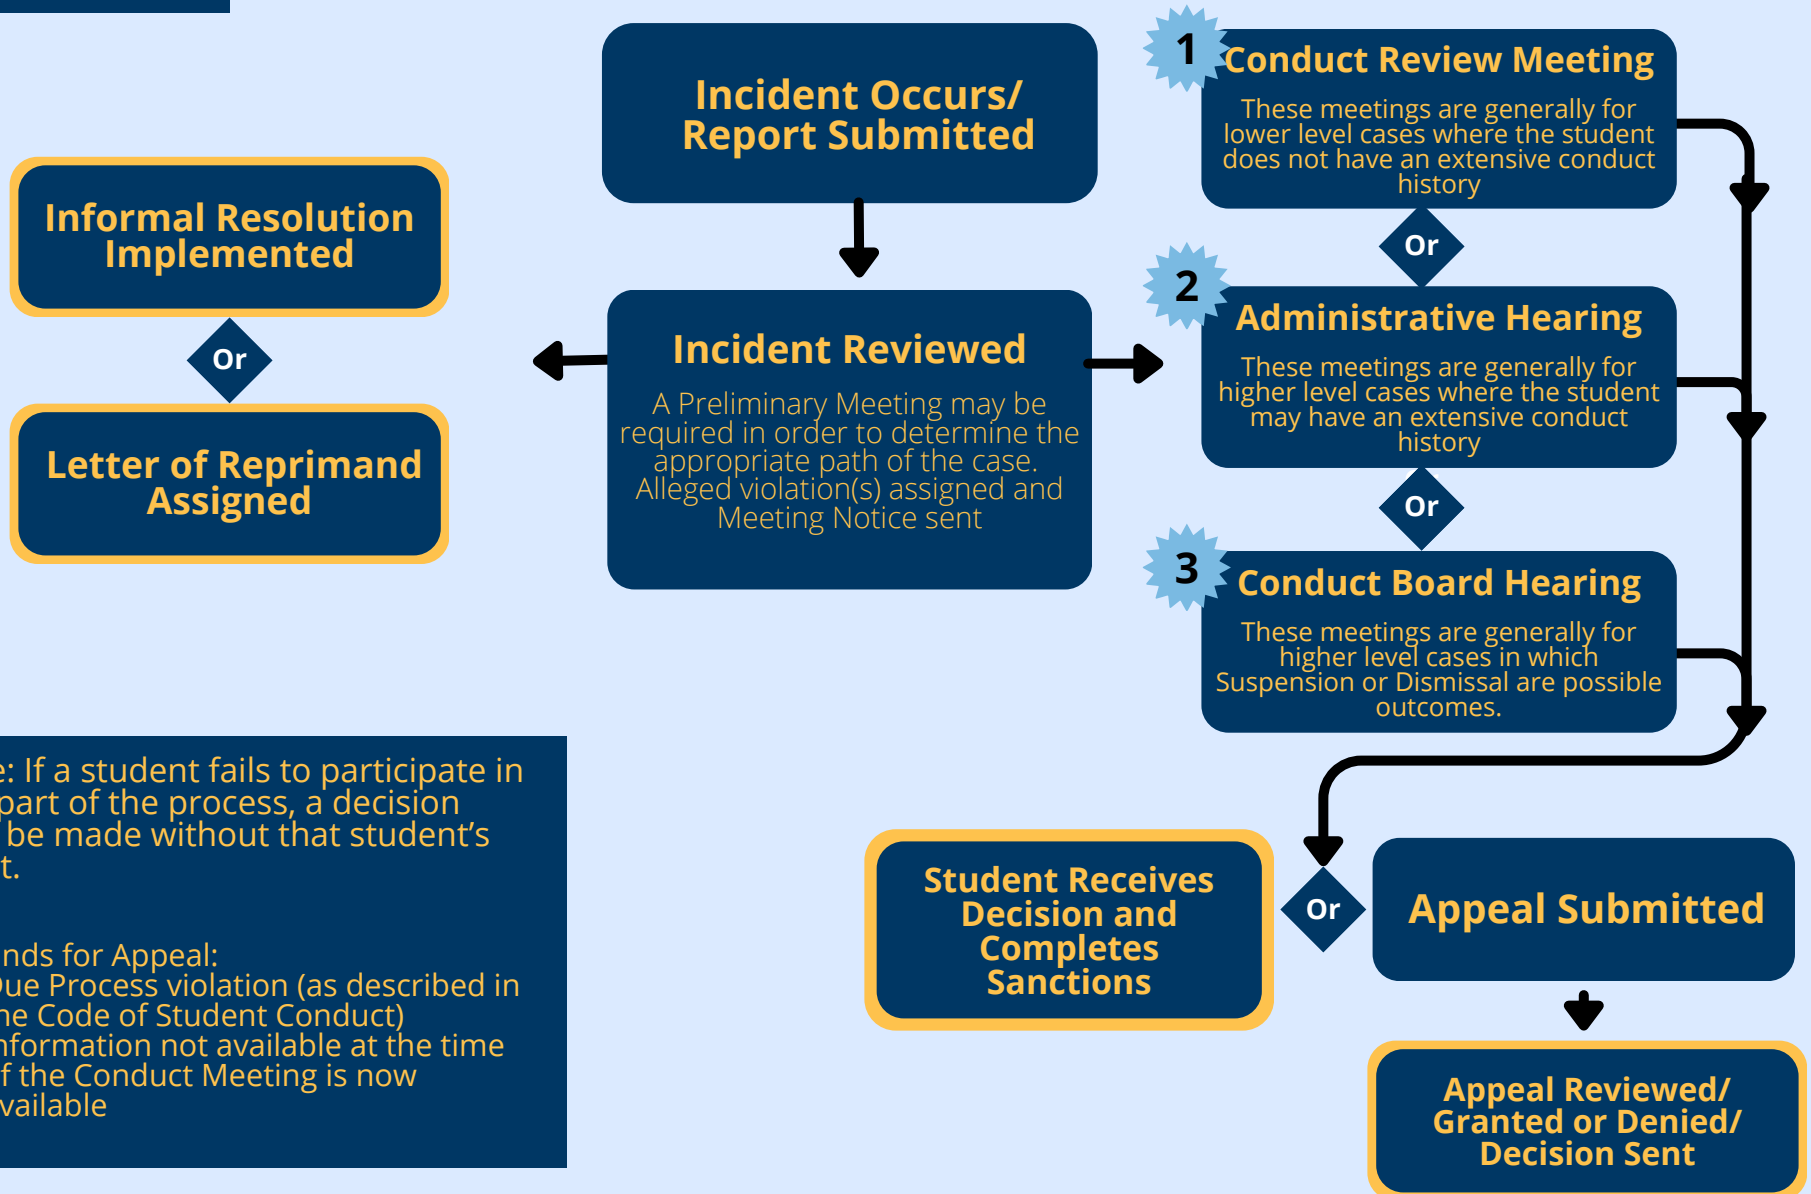 Incident Occurs/
Report Submitted
Informal Resolution
Implemented
Or
Letter of Reprimand
Assigned
Incident Reviewed
A Preliminary Meeting may be
required in order to determine the
appropriate path of the case.
Alleged violation(s) assigned and
Meeting Notice sent
1
Conduct Review Meeting
These meetings are generally for
lower level cases where the student
does not have an extensive conduct
history
Or
2
Administrative Hearing
These meetings are generally for
higher level cases where the student
may have an extensive conduct
history
Or
3
Conduct Board Hearing
These meetings are generally for
higher level cases in which
Suspension or Dismissal are possible
outcomes.
Student Receives
Decision and
Completes
Sanctions
Or
Appeal Submitted
Appeal Reviewed/
Granted or Denied/
Decision Sent
e: If a student fails to participate in
part of the process, a decision
be made without that student’s
t.
nds for Appeal:
Due Process violation (as described in
he Code of Student Conduct)
nformation not available at the time
f the Conduct Meeting is now
vailable